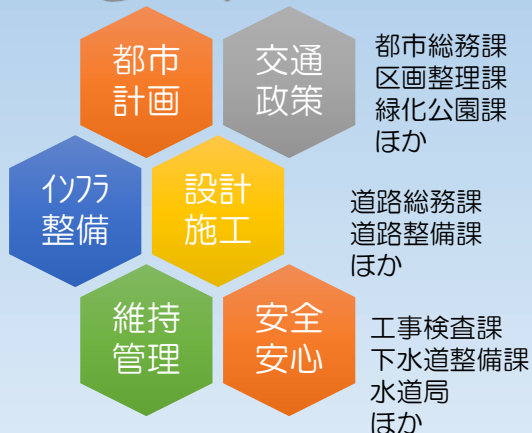 都市
計画
交通
政策
都市総務課
区画整理課
緑化公園課
ほか
インフラ
整備
設計
施工
道路総務課
道路整備課
ほか
維持
管理
安全
安心
工事検査課
下水道整備課
水道局
ほか